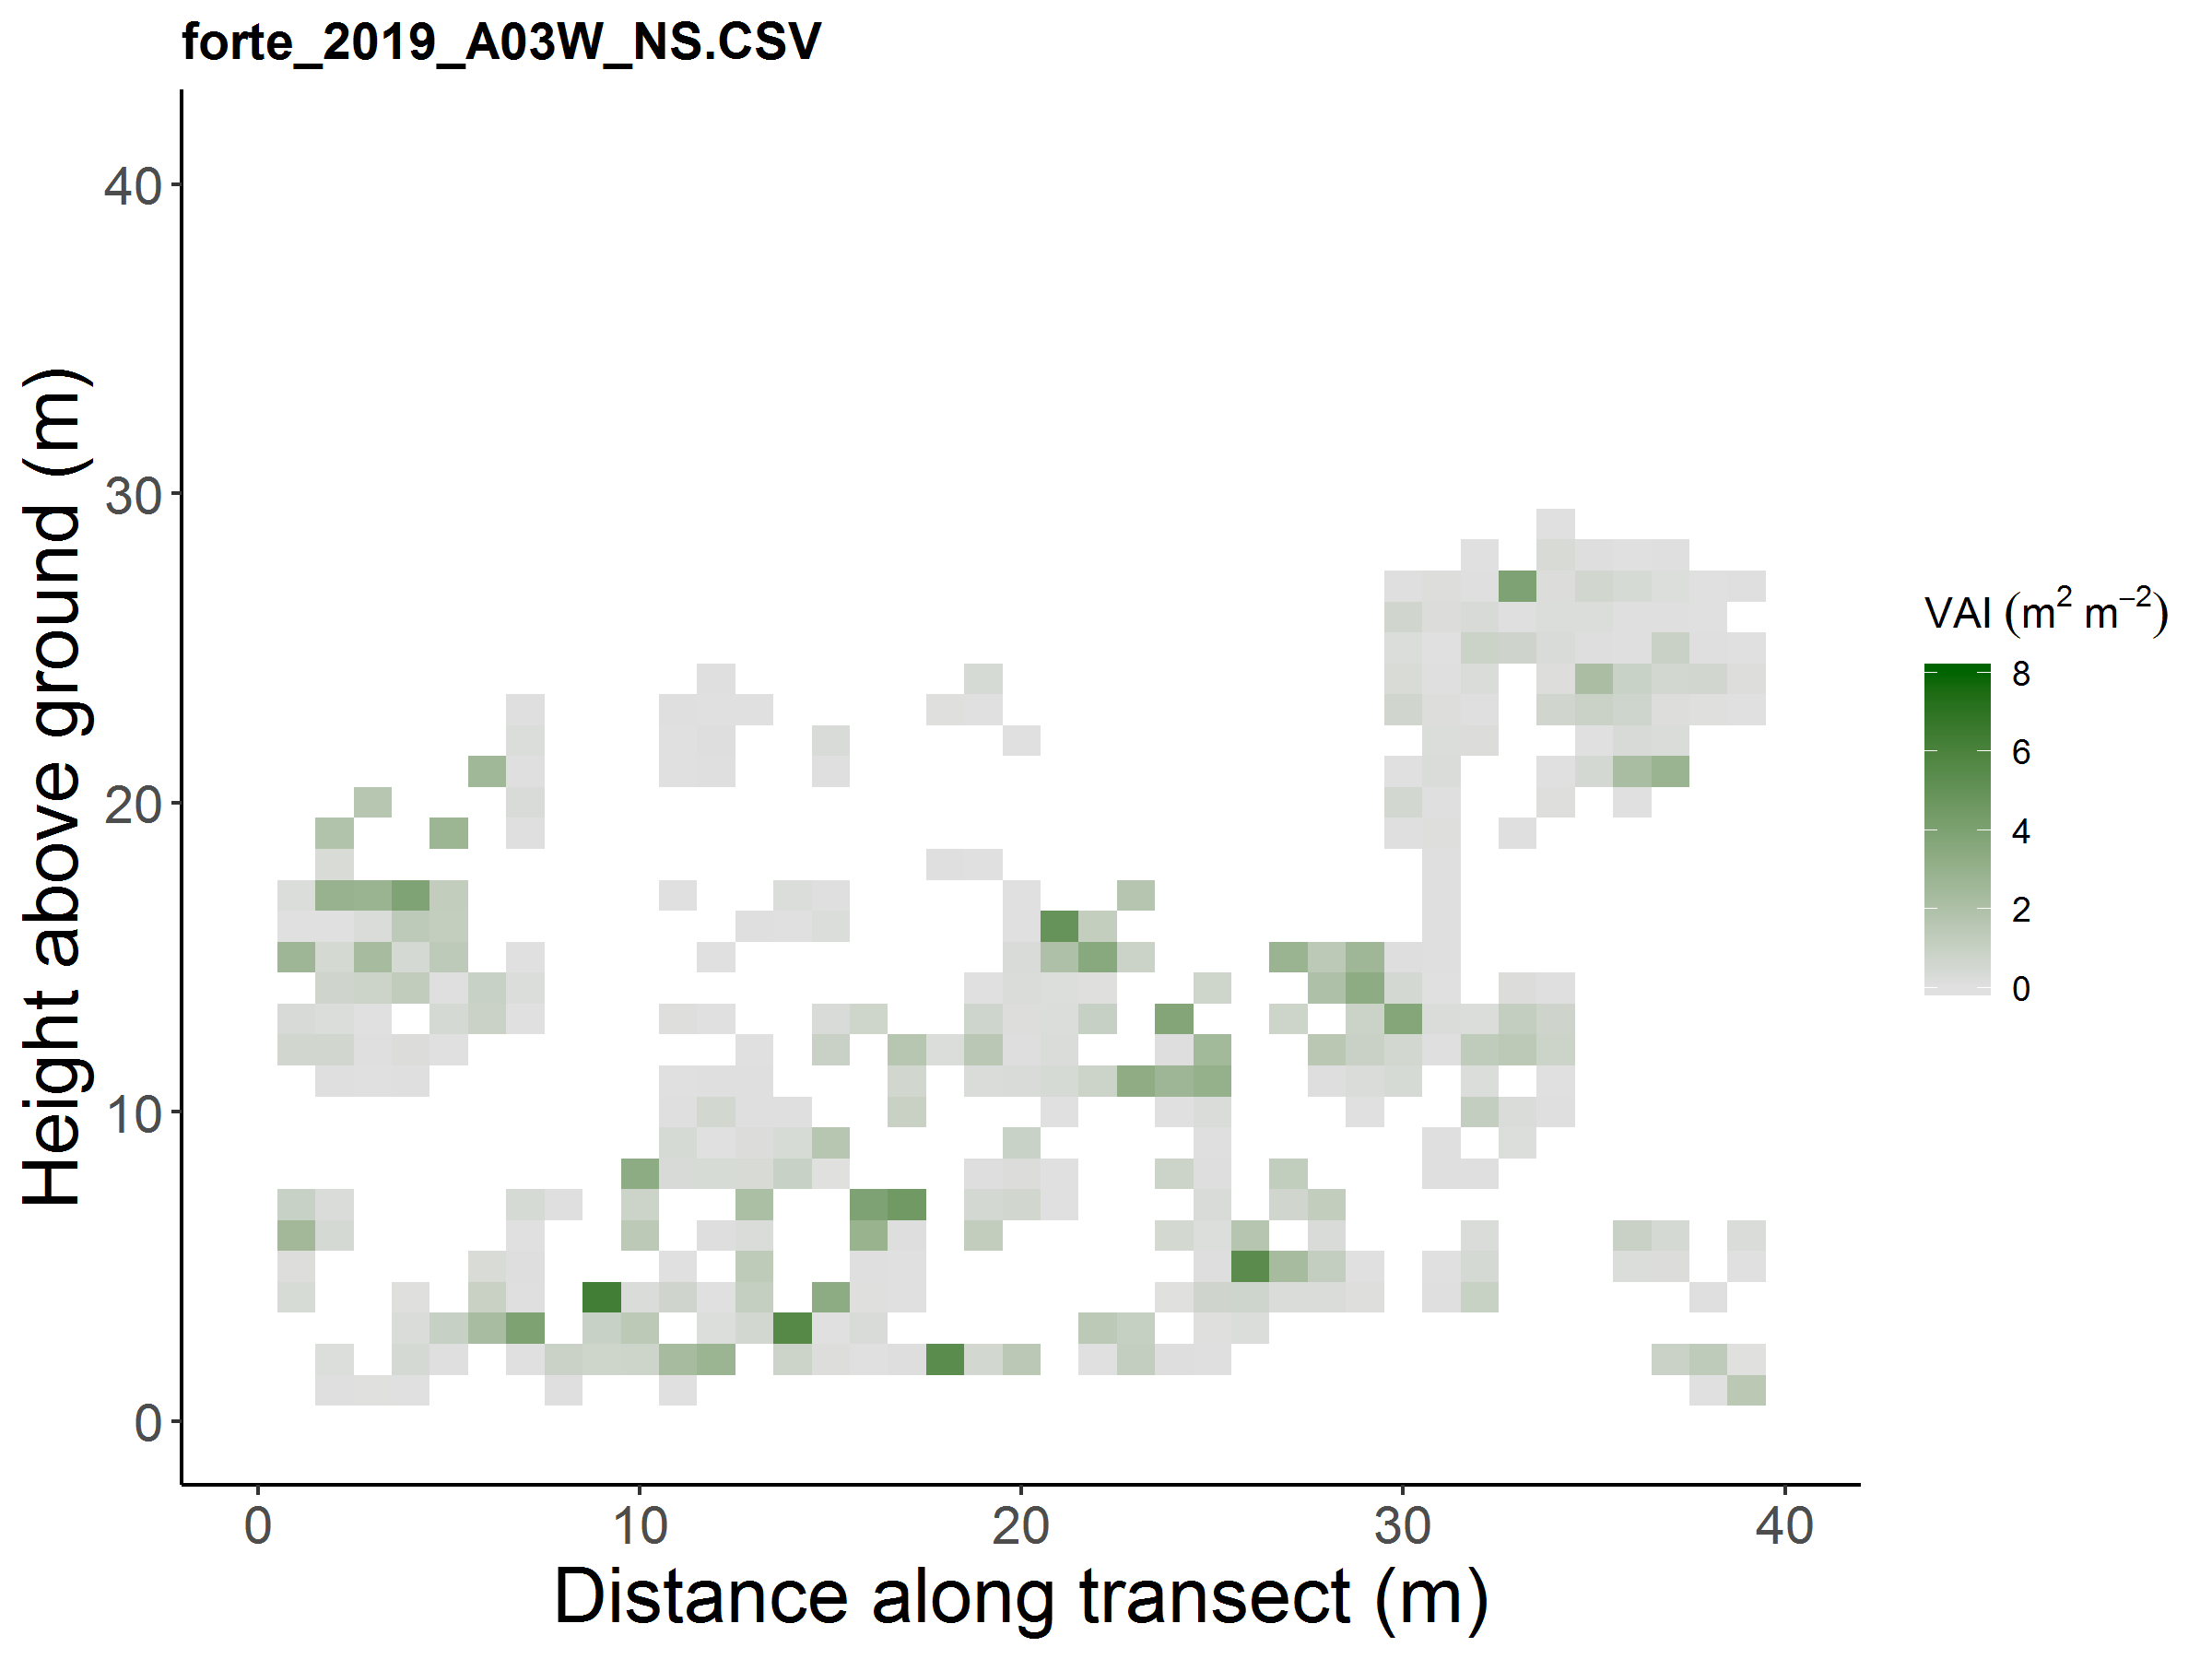 forte_2019_A03W_NS.CSV
Height above ground (m)
40
30
20
10
0
0 10 20 30 40
Distance along transect (m)
VAI (m² m⁻²)
8
6
4
2
0